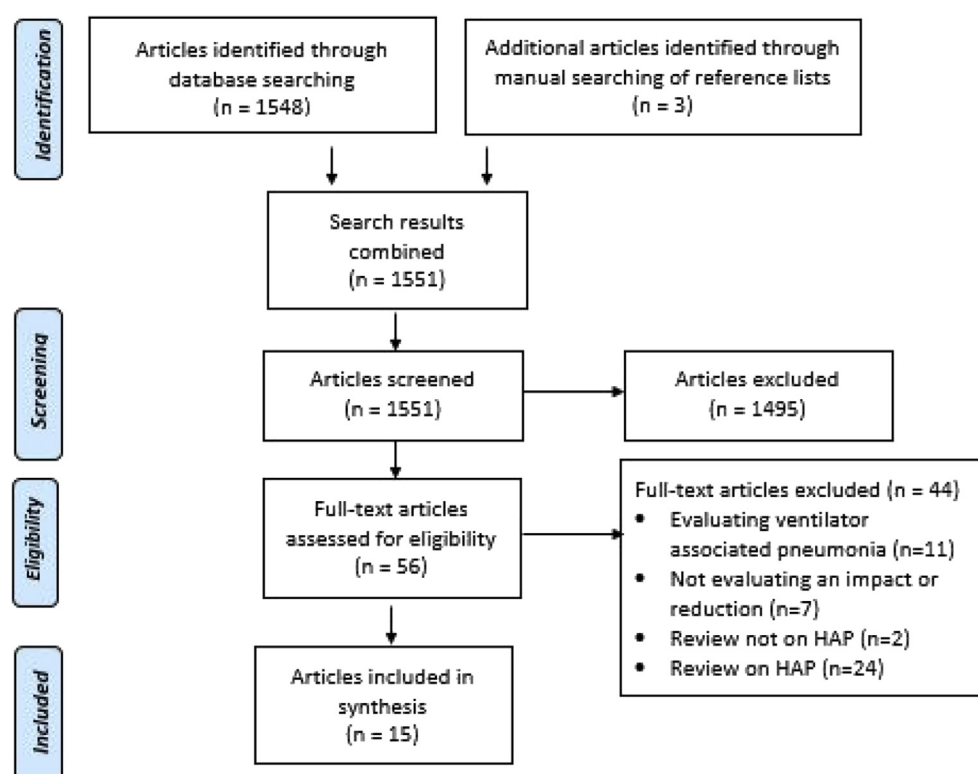 Identification
Articles identified through
database searching
(n = 1548)
Additional articles identified through
manual searching of reference lists
(n = 3)
Search results
combined
(n = 1551)
Screening
Articles screened
(n = 1551)
Articles excluded
(n = 1495)
Eligibility
Full-text articles
assessed for eligibility
(n = 56)
Full-text articles excluded (n = 44)
• Evaluating ventilator
associated pneumonia (n=11)
• Not evaluating an impact or
reduction (n=7)
• Review not on HAP (n=2)
• Review on HAP (n=24)
Included
Articles included in
synthesis
(n = 15)